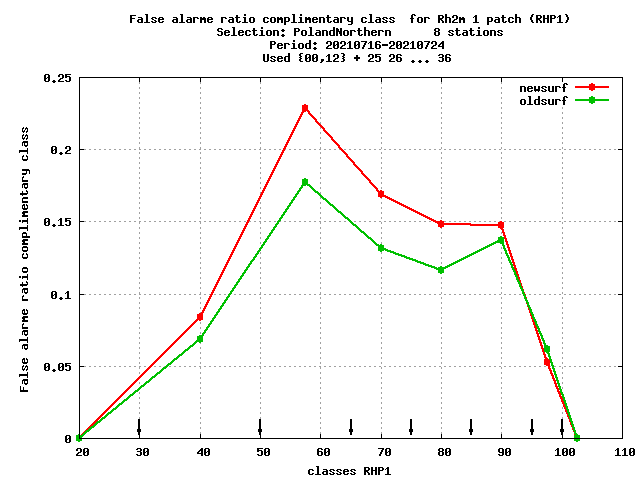 False alarme ratio complimentary class  for Rh2m 1 patch (RHP1)
Selection: PolandNorthern      8 stations
Period: 20210716-20210724
Used {00,12} + 25 26 ... 36
newsurf
oldsurf
False alarme ratio complimentary class
0.25
0.2
0.15
0.1
0.05
0
20 30 40 50 60 70 80 90 100 110
classes RHP1